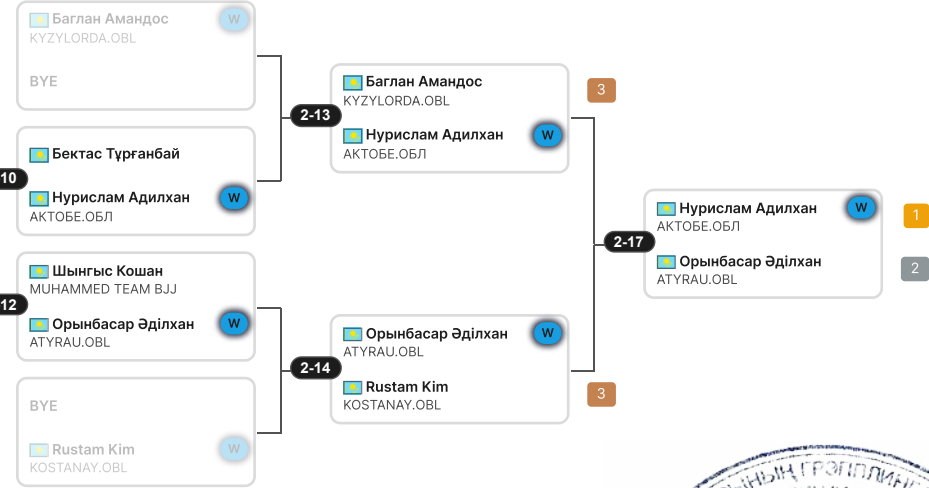 Баглан Амандос
W
KYZYLORDA.OBL
BYE
10
Бектас Тұрғанбай
Нурислам Адилхан
W
АКТОБЕ.ОБЛ
12
Шынгыс Кошан
MUHAMMED TEAM BJJ
Орынбасар Әділхан
W
ATYRAU.OBL
BYE
Rustam Kim
W
KOSTANAY.OBL
2-13
Баглан Амандос
KYZYLORDA.OBL
Нурислам Адилхан
W
АКТОБЕ.ОБЛ
3
2-14
Орынбасар Әділхан
W
ATYRAU.OBL
Rustam Kim
KOSTANAY.OBL
3
2-17
Нурислам Адилхан
W
АКТОБЕ.ОБЛ
1
Орынбасар Әділхан
ATYRAU.OBL
2